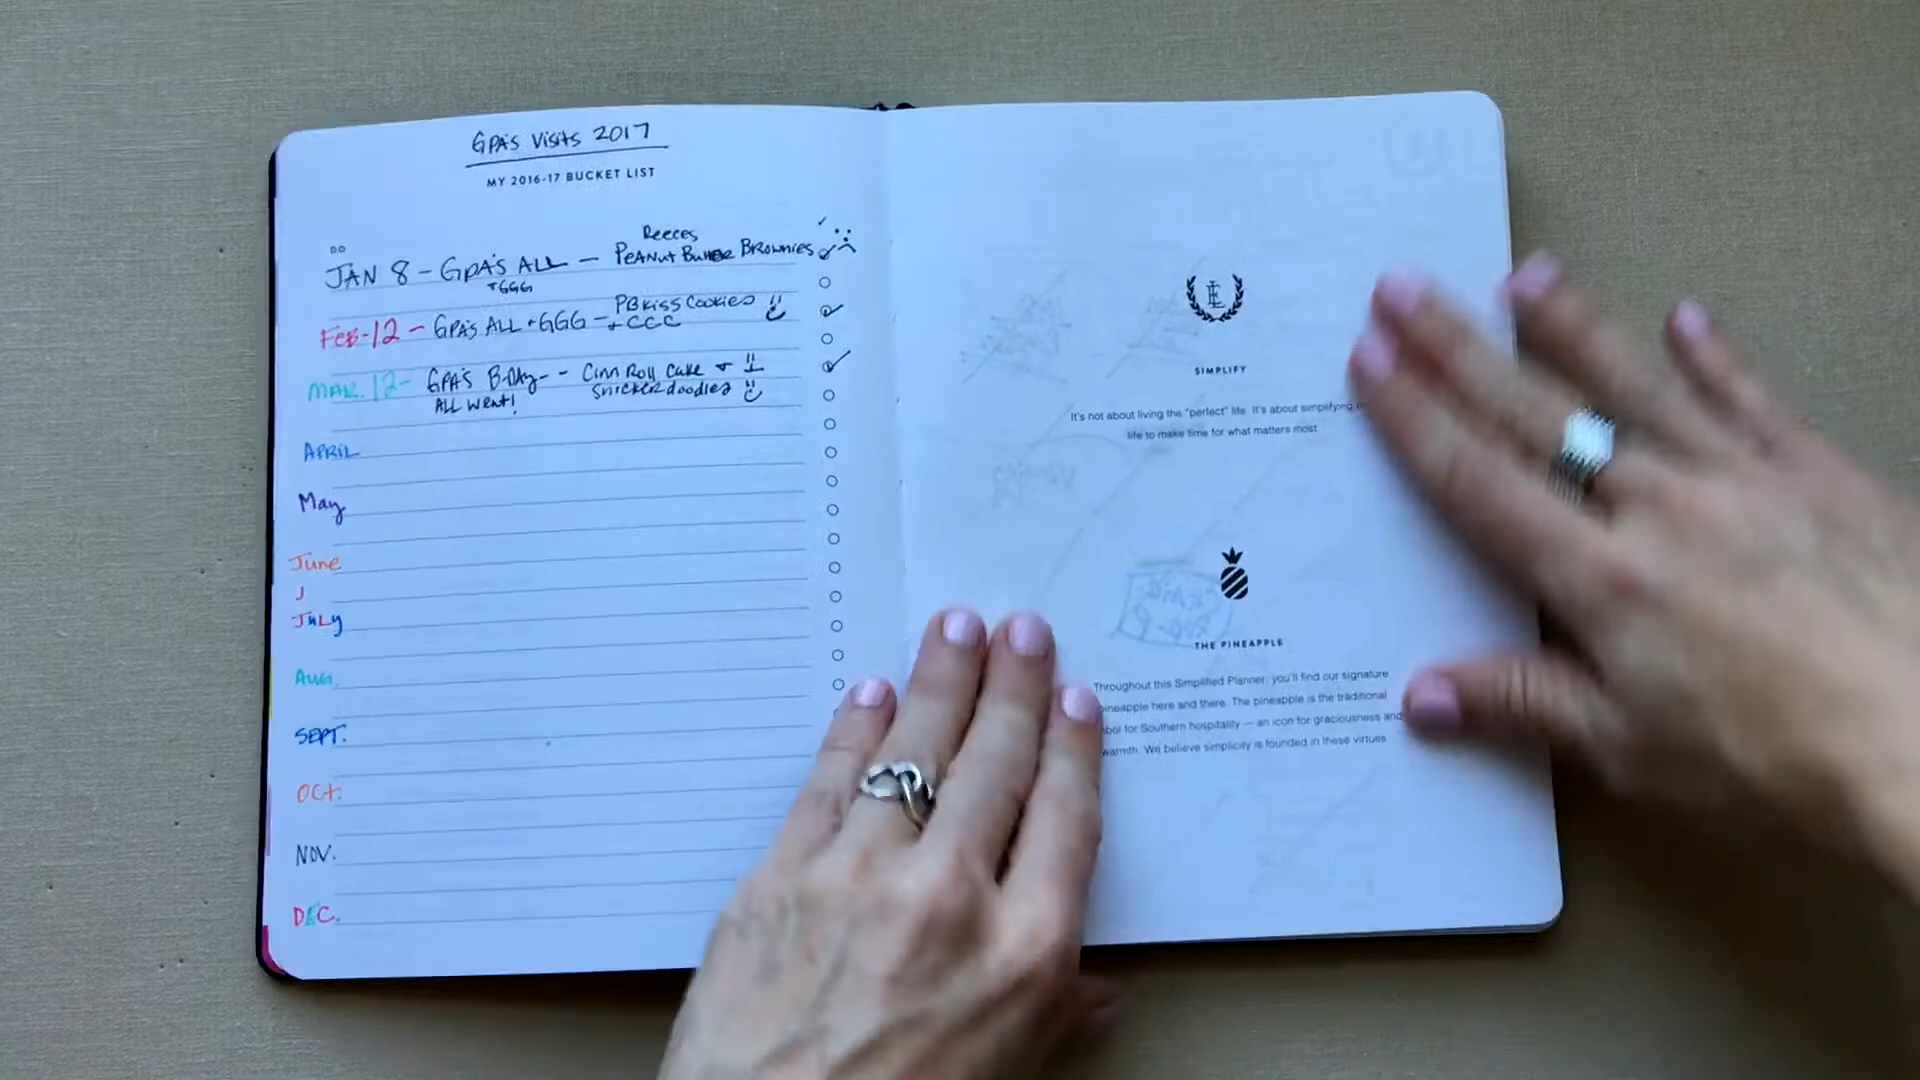 GPA'S Visits 2017
MY 2016-17 BUCKET LIST
Reeces
JAN 8 - GPA'S ALL - PEANUT Butter BROWNIES
+GGG
PB Kiss Cookies
FEB-12 - GPA'S ALL + GGG - + CCC
MAR. 12 - GPA'S B-DAY - - Cinn Roll Cake +
ALL Went! SnickerdoodleS
APRIL
May
June
J
JULY
AUG.
SEPT.
OCT.
NOV.
DEC.
EL
SIMPLIFY
It's not about living the "perfect" life. It's about simplifying
life to make time for what matters most
THE PINEAPPLE
Throughout this Simplified Planner, you'll find our signature
pineapple here and there. The pineapple is the traditional
bol for Southern hospitality — an icon for graciousness and
warmth. We believe simplicity is founded in these virtues.